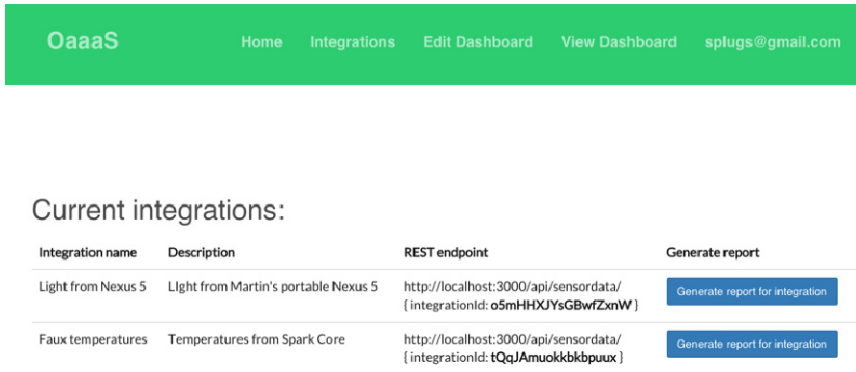 OaaaS Home Integrations Edit Dashboard View Dashboard splugs@gmail.com
Current integrations:
Integration name Description REST endpoint Generate report
Light from Nexus 5 LIght from Martin's portable Nexus 5 http://localhost:3000/api/sensordata/ Generate report for integration
{ integrationId: o5mHHXJYsGBwfZxnW }
Faux temperatures Temperatures from Spark Core http://localhost:3000/api/sensordata/ Generate report for integration
{ integrationId: tQqJAmuokkbkbpuux }